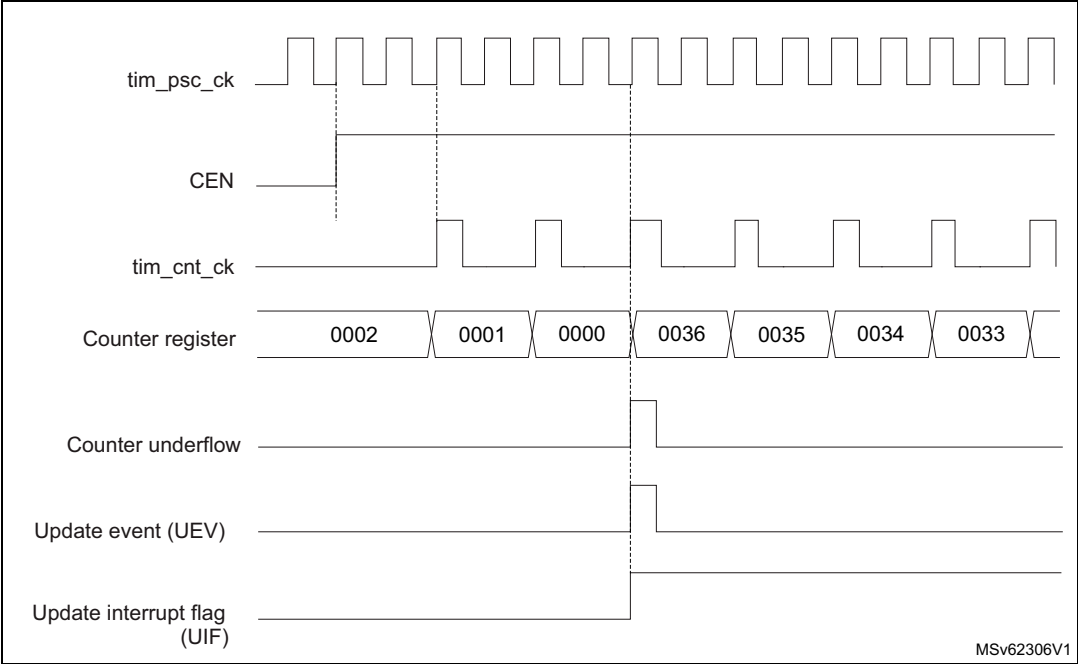 tim_psc_ck
CEN
tim_cnt_ck
Counter register 0002 0001 0000 0036 0035 0034 0033
Counter underflow
Update event (UEV)
Update interrupt flag
(UIF)
MSv62306V1